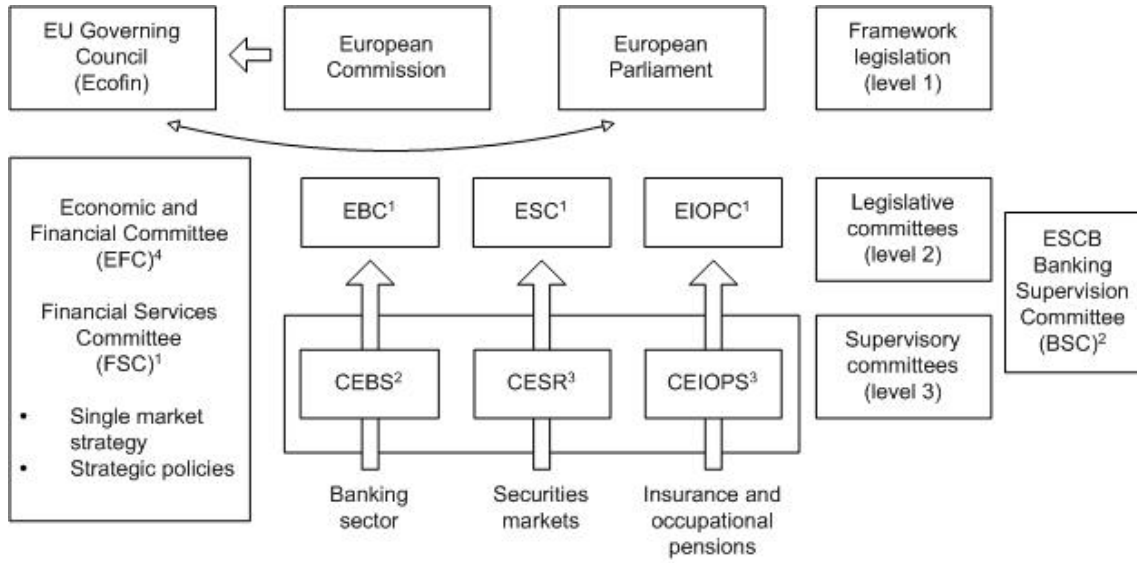 EU Governing
Council
(Ecofin)
European
Commission
European
Parliament
Framework
legislation
(level 1)
Economic and
Financial Committee
(EFC)⁴
Financial Services
Committee
(FSC)¹
• Single market
strategy
• Strategic policies
EBC¹
ESC¹
EIOPC¹
Legislative
committees
(level 2)
ESCB
Banking
Supervision
Committee
(BSC)²
CEBS²
CESR³
CEIOPS³
Supervisory
committees
(level 3)
Banking
sector
Securities
markets
Insurance and
occupational
pensions